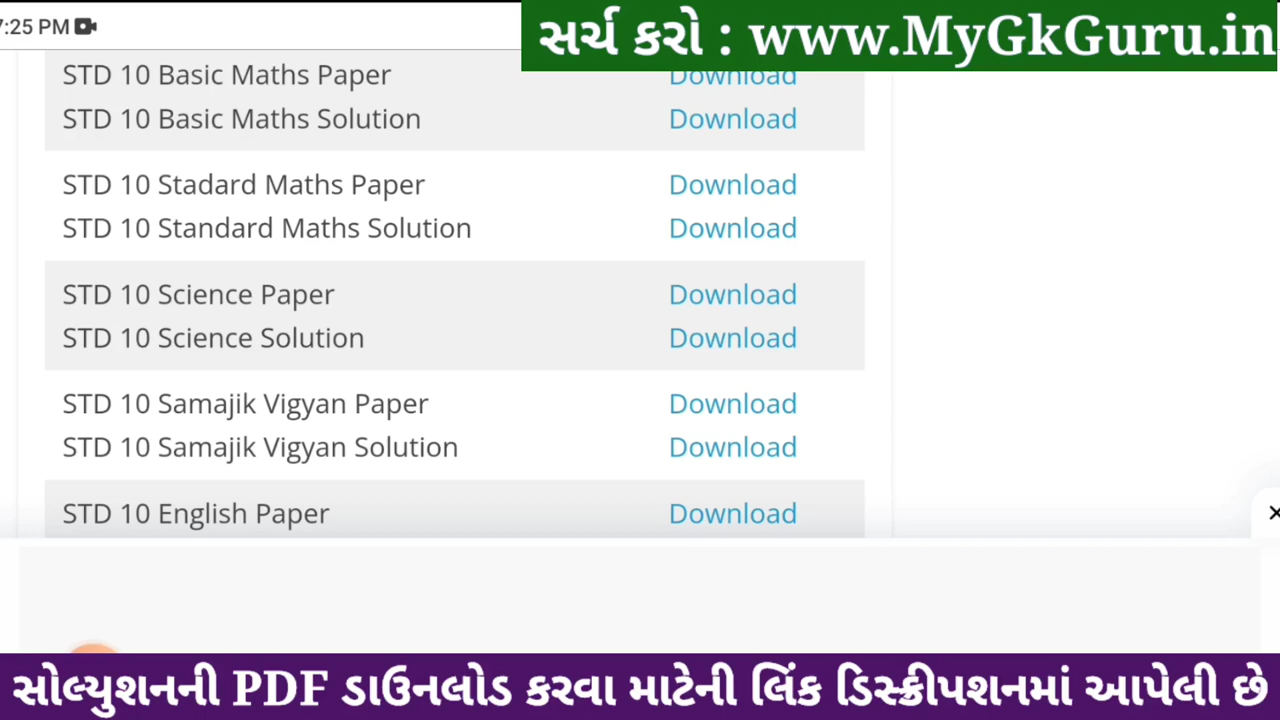 7:25 PM
સર્ચ કરો : www.MyGkGuru.in
STD 10 Basic Maths Paper Download
STD 10 Basic Maths Solution Download
STD 10 Stadard Maths Paper Download
STD 10 Standard Maths Solution Download
STD 10 Science Paper Download
STD 10 Science Solution Download
STD 10 Samajik Vigyan Paper Download
STD 10 Samajik Vigyan Solution Download
STD 10 English Paper Download
સોલ્યુશનની PDF ડાઉનલોડ કરવા માટેની લિંક ડિસ્ક્રીપશનમાં આપેલી છે